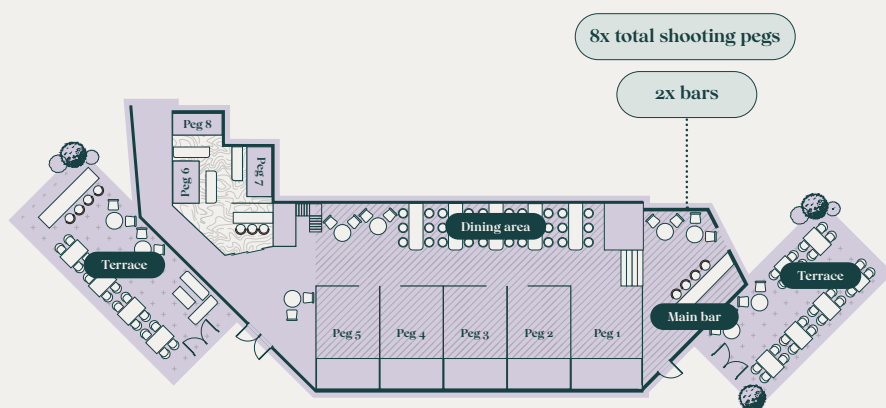 8x total shooting pegs
2x bars
Peg 8
Peg 6
Peg 7
Dining area
Terrace
Terrace
Main bar
Peg 5
Peg 4
Peg 3
Peg 2
Peg 1